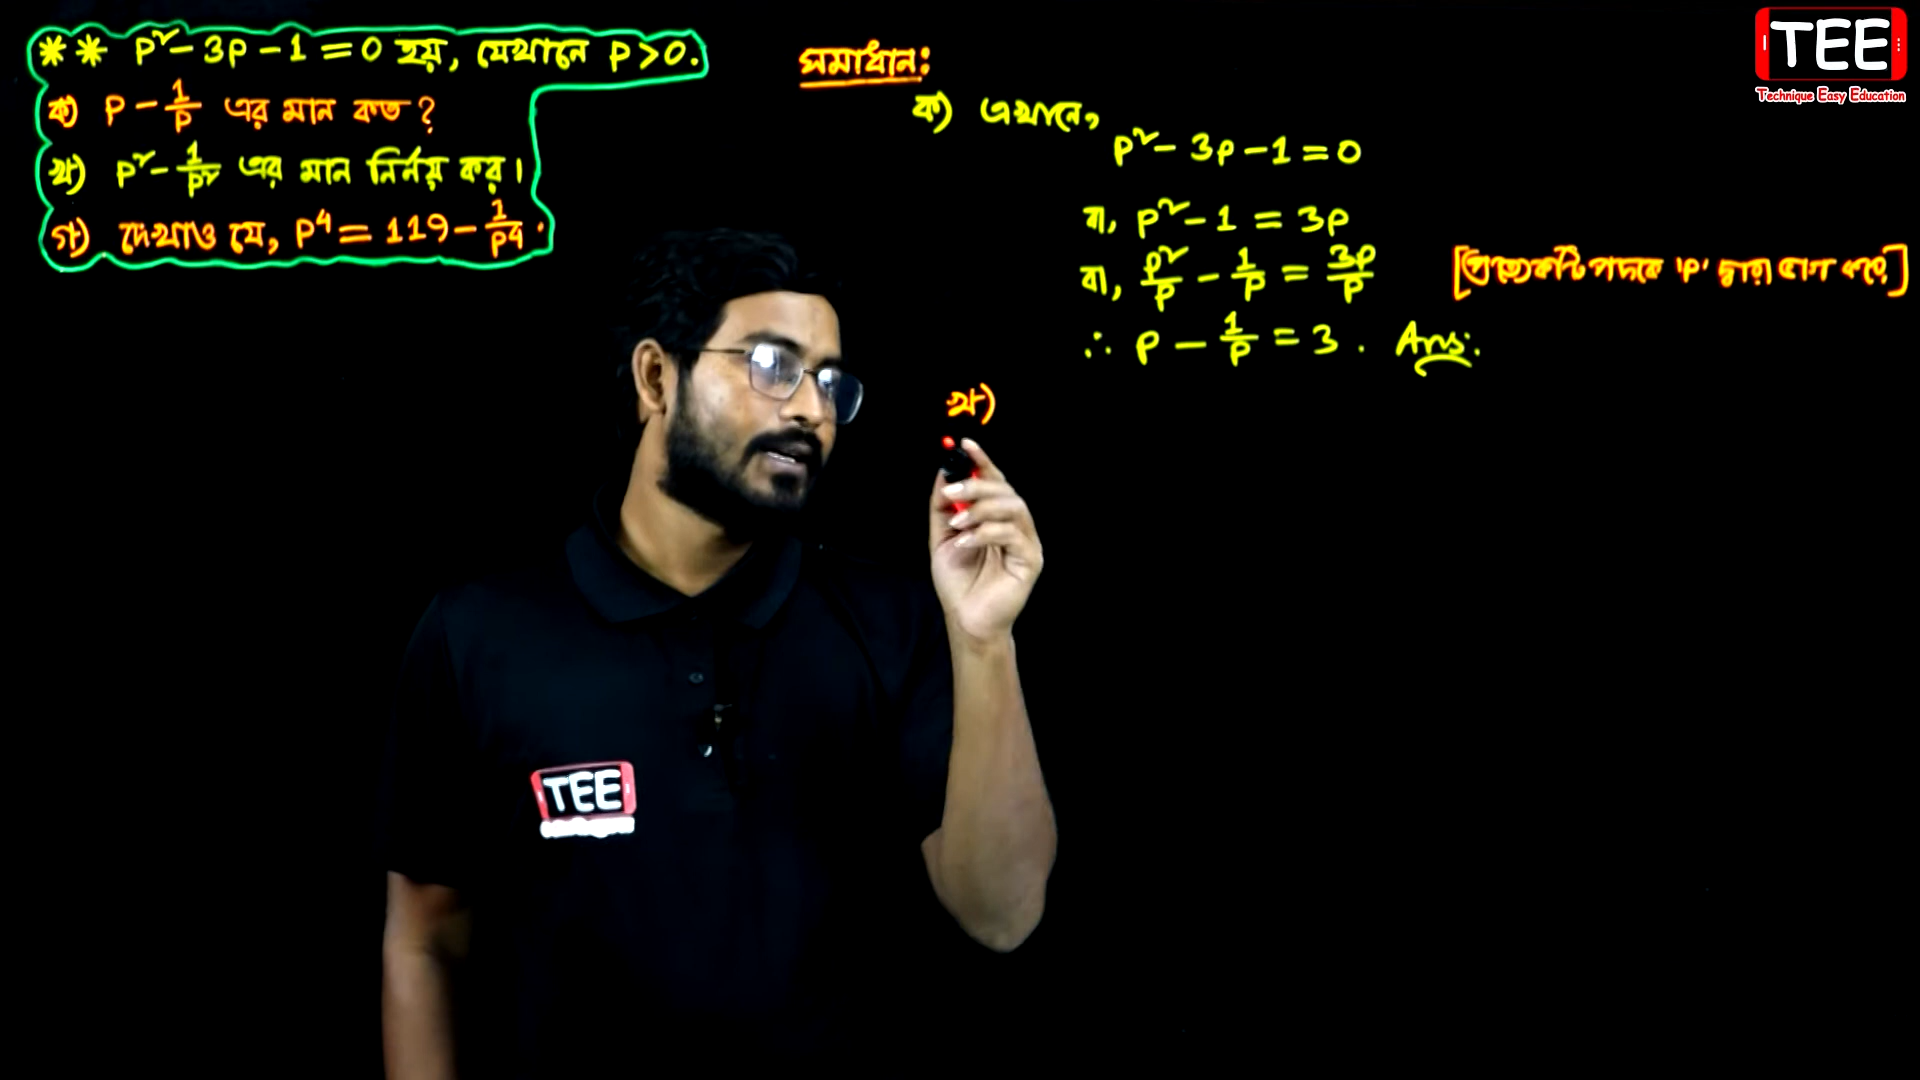 ** p² - 3p - 1 = 0 হয়, যেখানে p > 0.
ক) p - 1/p এর মান কত ?
খ) p² - 1/p² এর মান নির্ণয় কর।
গ) দেখাও যে, p⁴ = 119 - 1/p⁴ .
সমাধান:
ক) এখানে,
p² - 3p - 1 = 0
বা, p² - 1 = 3p
বা, p²/p - 1/p = 3p/p [প্রত্যেকটি পদকে 'p' দ্বারা ভাগ করে]
∴ p - 1/p = 3 . Ans:
খ)
TEE
Technique Easy Education
TEE